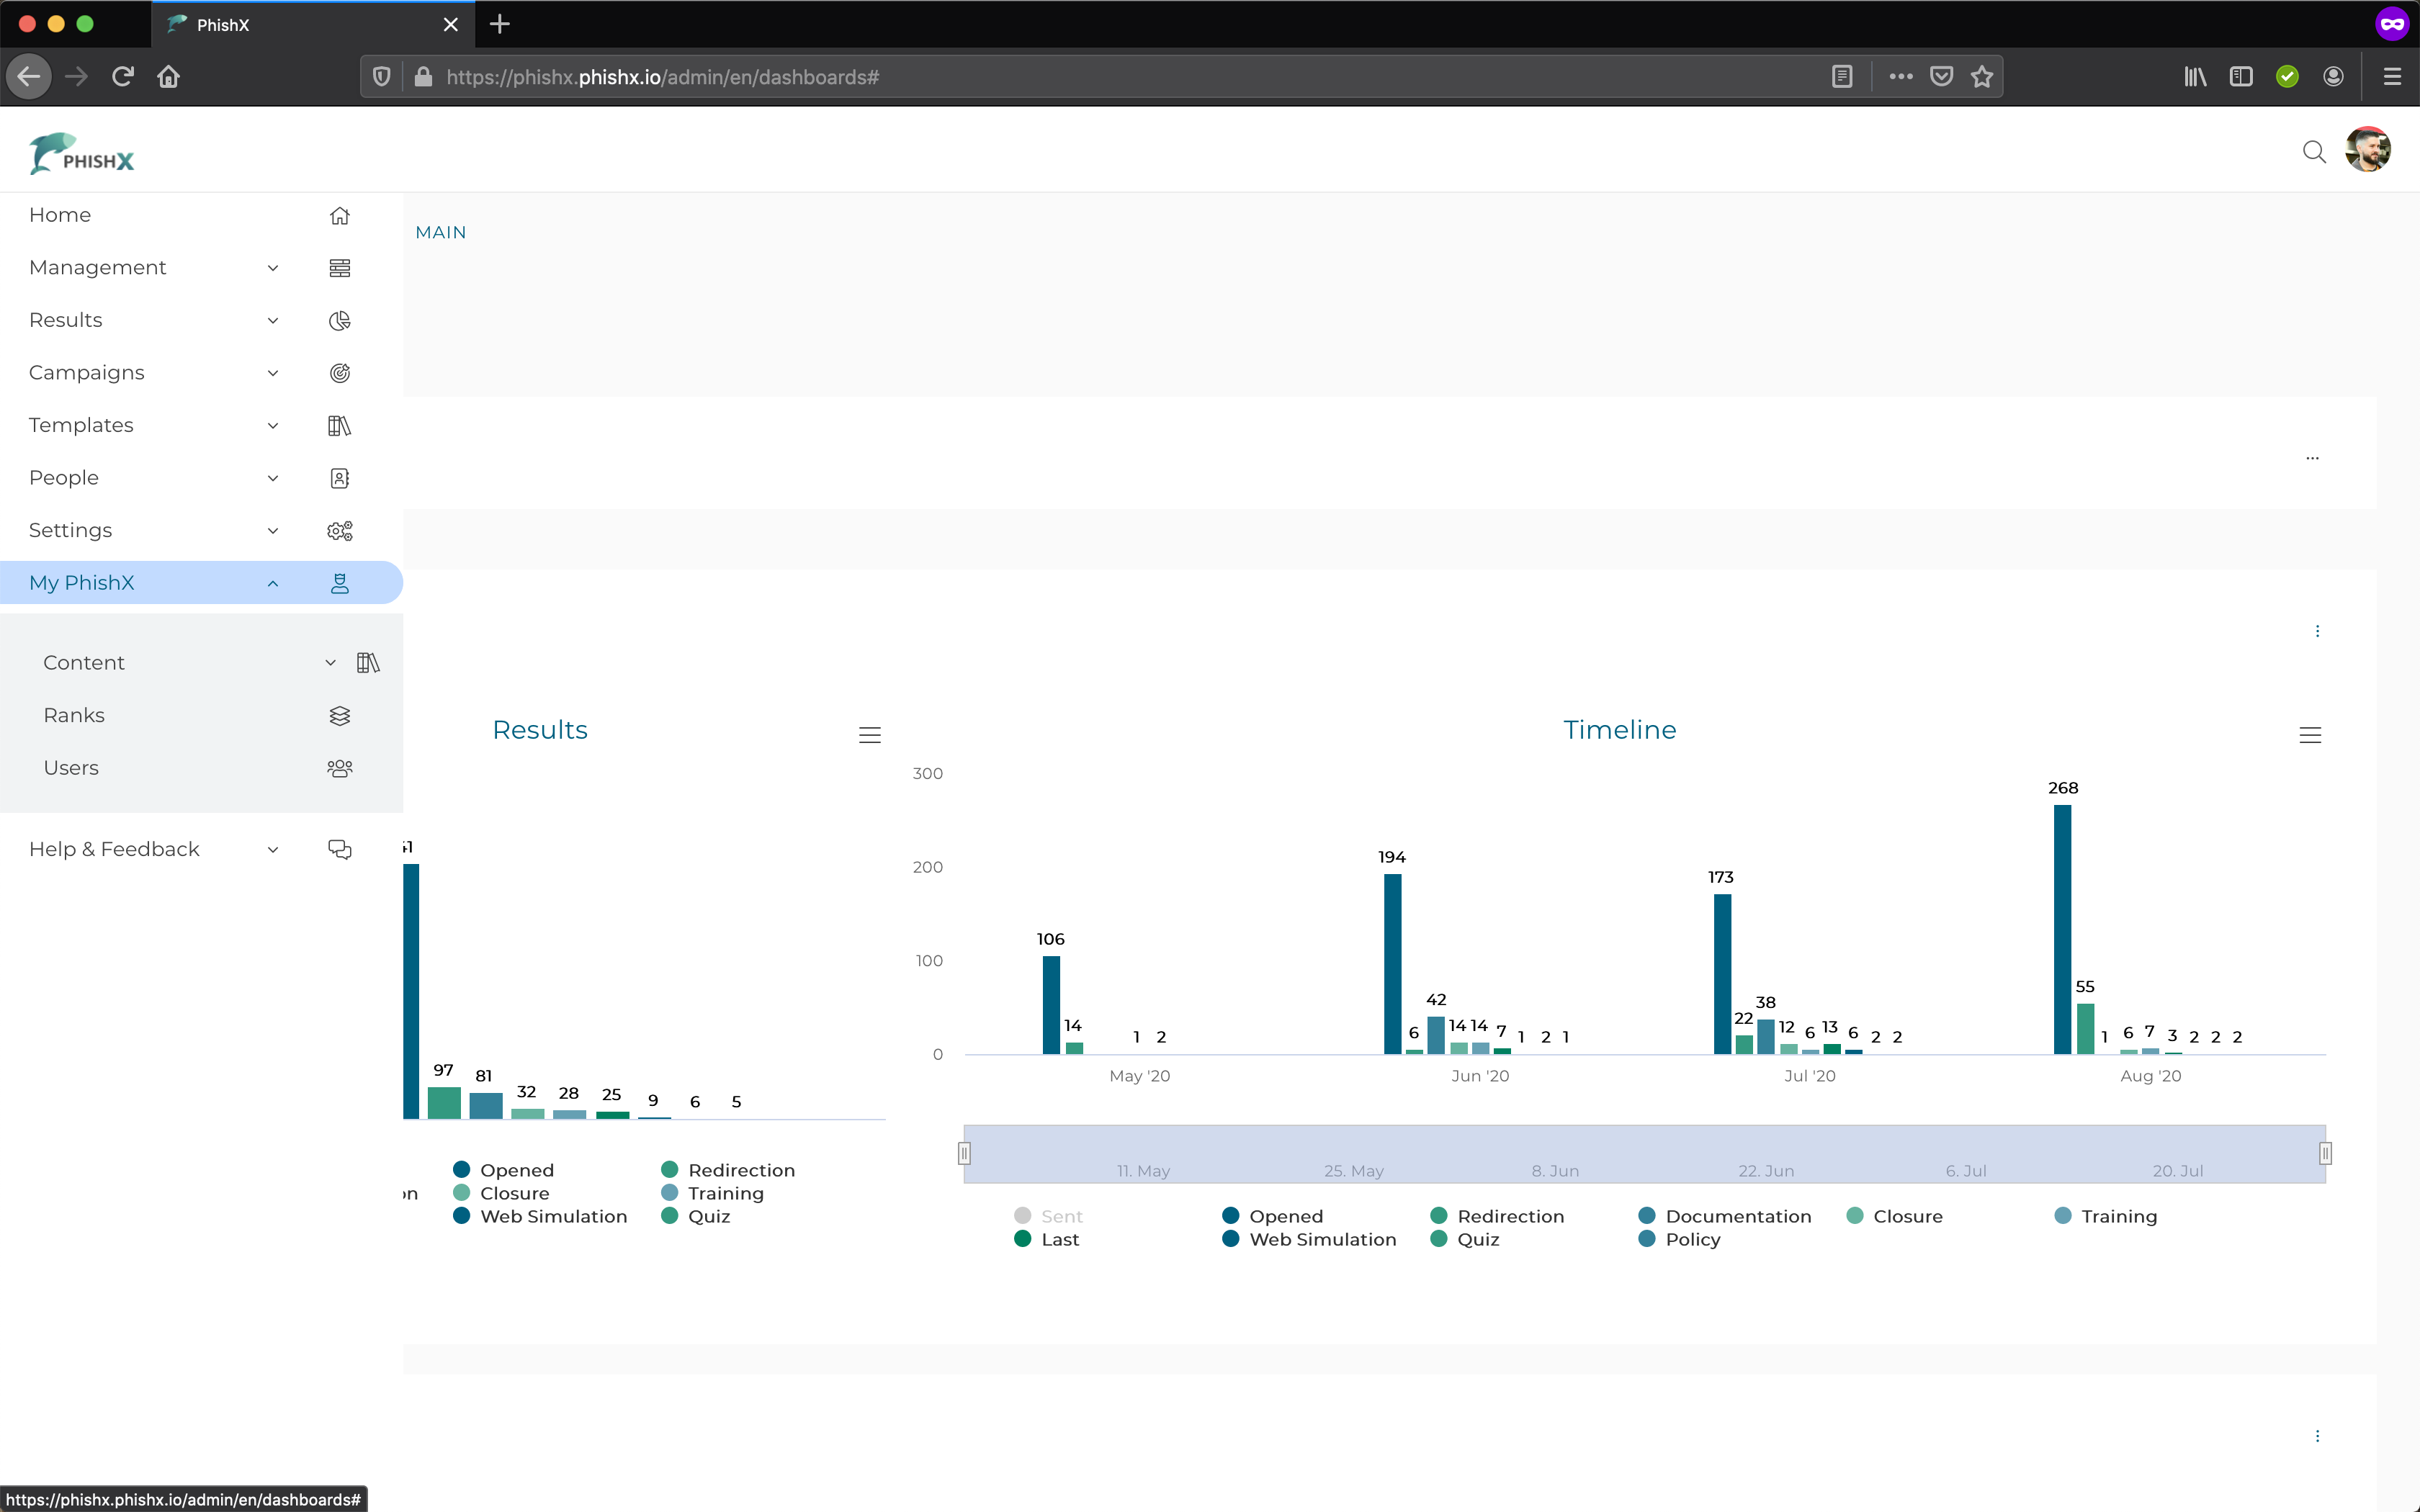 PhishX
https://phishx.phishx.io/admin/en/dashboards#
PHISHX
Home
Management
Results
Campaigns
Templates
People
Settings
My PhishX
Content
Ranks
Users
Help & Feedback
MAIN
Results
97 81 32 28 25 9 6 5
Opened Redirection
Closure Training
Web Simulation Quiz
Timeline
300
200
100
0
106 14 1 2
194 6 42 14 14 7 1 2 1
173 22 38 12 6 13 6 2 2
268 55 1 6 7 3 2 2 2
May '20 Jun '20 Jul '20 Aug '20
11. May 25. May 8. Jun 22. Jun 6. Jul 20. Jul
Sent Opened Redirection Documentation Closure Training
Last Web Simulation Quiz Policy
https://phishx.phishx.io/admin/en/dashboards#